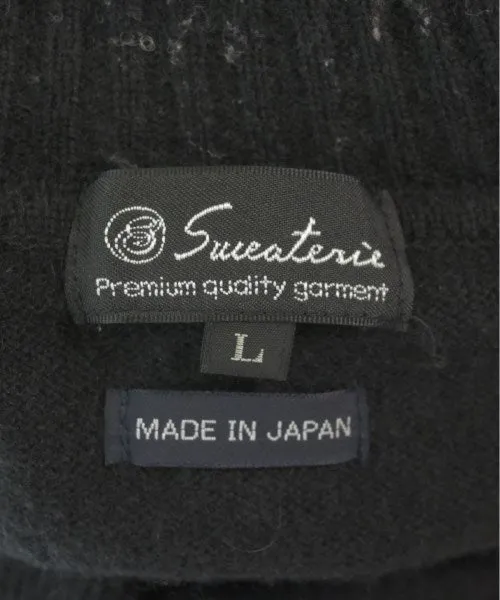 Sweaterie
Premium quality garment
L
MADE IN JAPAN